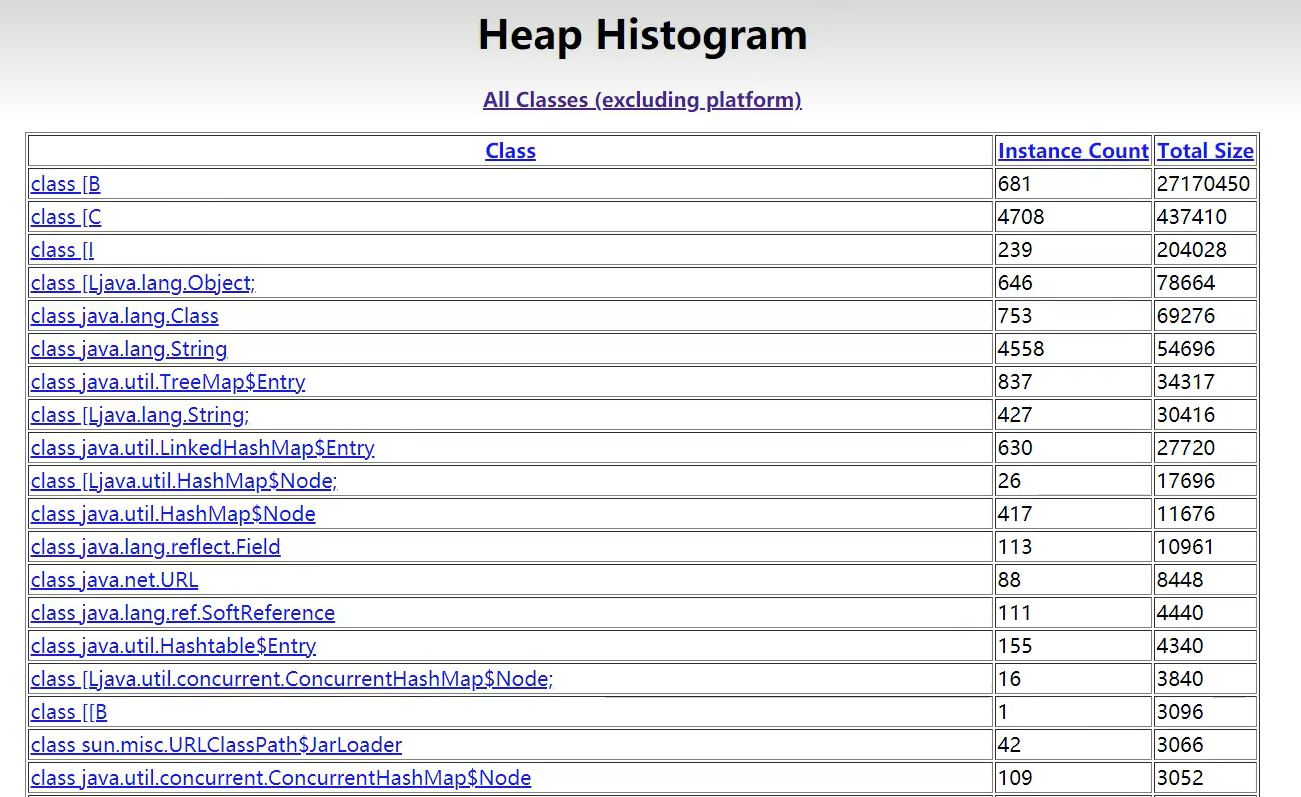 Heap Histogram
All Classes (excluding platform)
Class Instance Count Total Size
class [B 681 27170450
class [C 4708 437410
class [I 239 204028
class [Ljava.lang.Object; 646 78664
class java.lang.Class 753 69276
class java.lang.String 4558 54696
class java.util.TreeMap$Entry 837 34317
class [Ljava.lang.String; 427 30416
class java.util.LinkedHashMap$Entry 630 27720
class [Ljava.util.HashMap$Node; 26 17696
class java.util.HashMap$Node 417 11676
class java.lang.reflect.Field 113 10961
class java.net.URL 88 8448
class java.lang.ref.SoftReference 111 4440
class java.util.Hashtable$Entry 155 4340
class [Ljava.util.concurrent.ConcurrentHashMap$Node; 16 3840
class [[B 1 3096
class sun.misc.URLClassPath$JarLoader 42 3066
class java.util.concurrent.ConcurrentHashMap$Node 109 3052